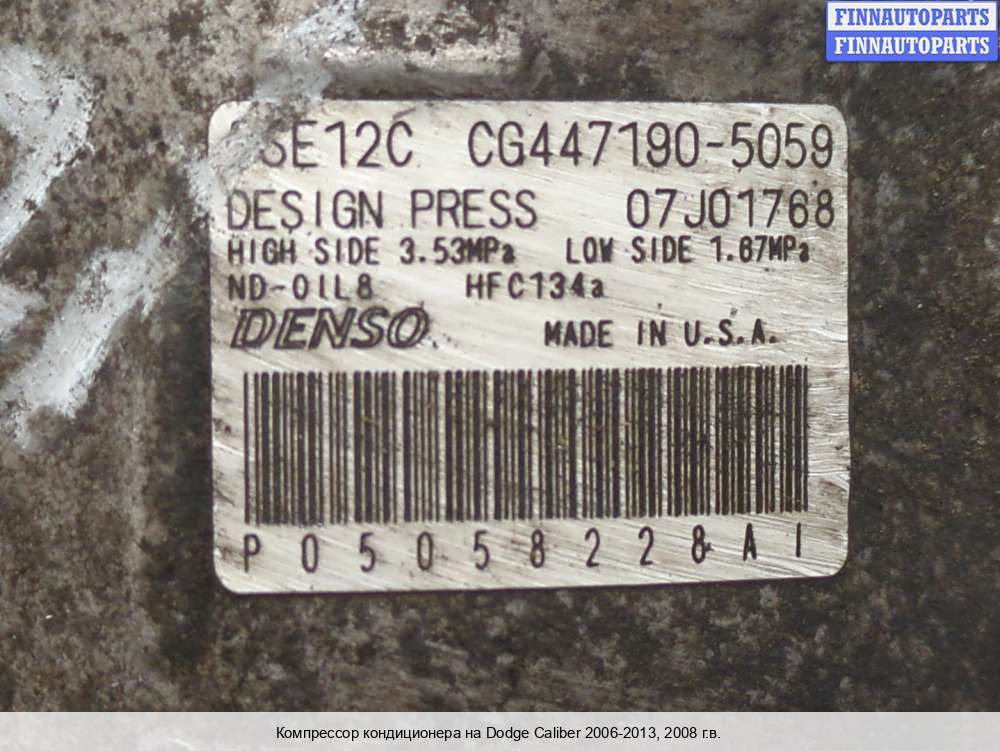 FINNAUTOPARTS
FINNAUTOPARTS
CG447190-5059
DESIGN PRESS 07J01768
HIGH SIDE 3.53MPa LOW SIDE 1.67MPa
ND-OIL8 HFC134a
DENSO MADE IN U.S.A.
P05058228AI
Компрессор кондиционера на Dodge Caliber 2006-2013, 2008 г.в.